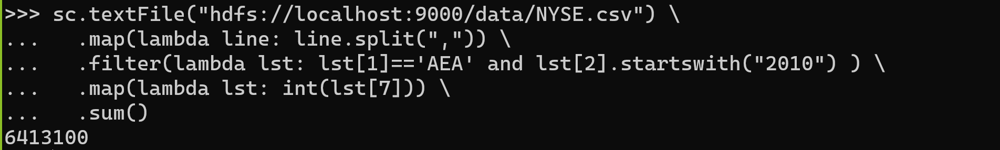 >>> sc.textFile("hdfs://localhost:9000/data/NYSE.csv") \
...   .map(lambda line: line.split(",")) \
...   .filter(lambda lst: lst[1]=='AEA' and lst[2].startswith("2010") ) \
...   .map(lambda lst: int(lst[7])) \
...   .sum()
6413100